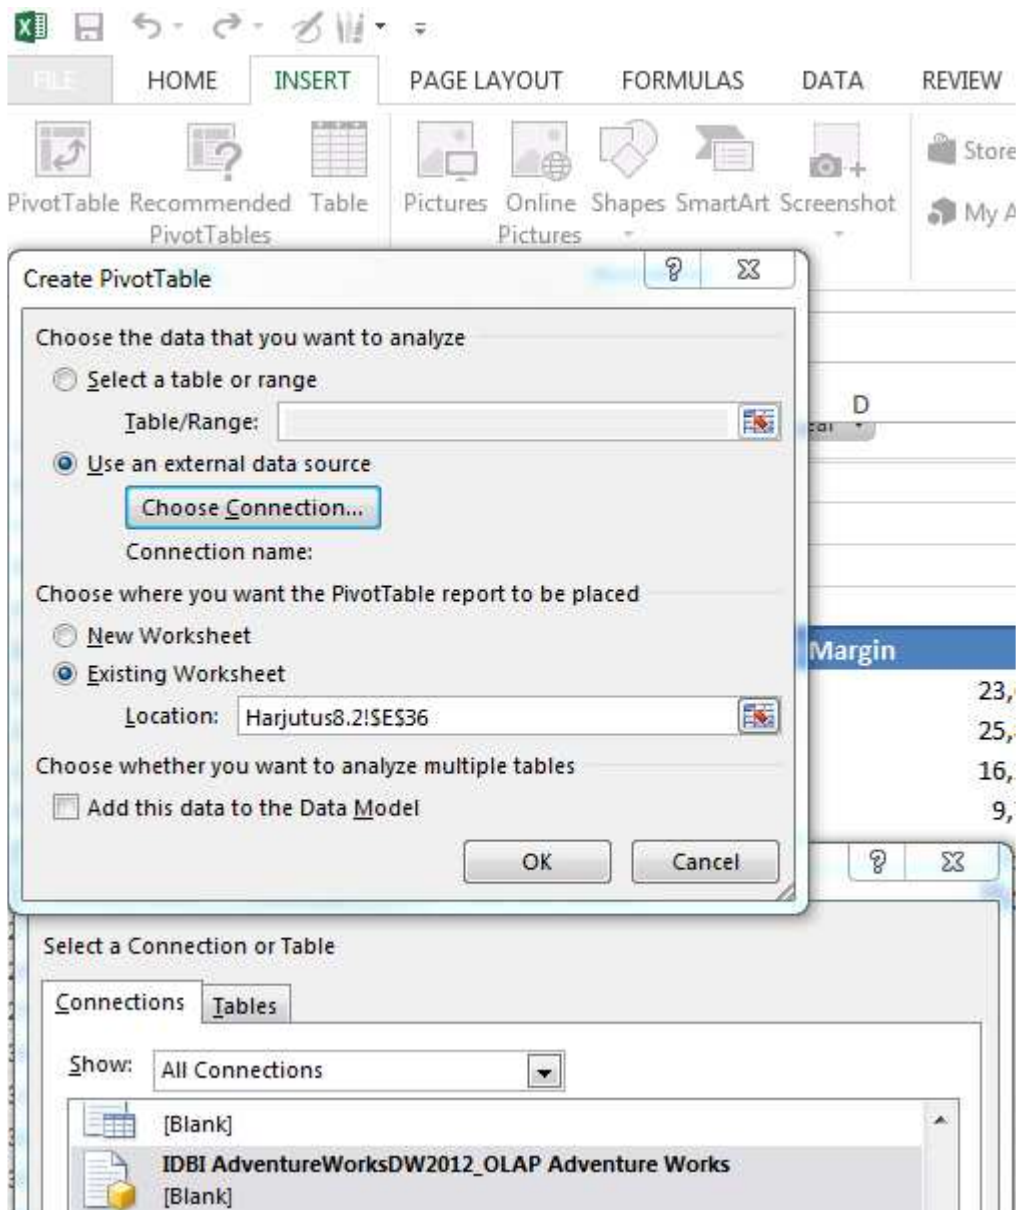 FILE HOME INSERT PAGE LAYOUT FORMULAS DATA REVIEW
PivotTable Recommended Table Pictures Online Shapes SmartArt Screenshot Store
PivotTables Pictures My A
Create PivotTable
Choose the data that you want to analyze
Select a table or range
Table/Range:
D
Use an external data source
Choose Connection...
Connection name:
Choose where you want the PivotTable report to be placed
New Worksheet
Margin
Existing Worksheet
23,
Location: Harjutus8.2!$E$36
25,
Choose whether you want to analyze multiple tables
16,
Add this data to the Data Model
9,
OK Cancel
Select a Connection or Table
Connections Tables
Show: All Connections
[Blank]
IDBI AdventureWorksDW2012_OLAP Adventure Works
[Blank]